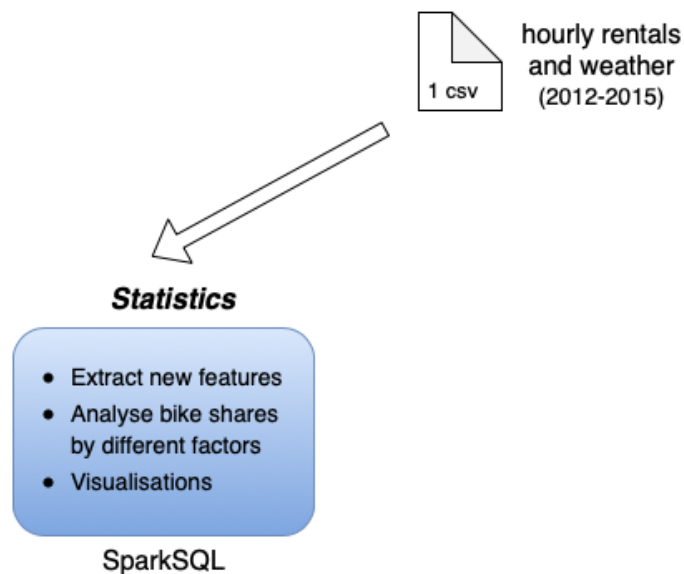 hourly rentals
and weather
(2012-2015)
1 csv
Statistics
• Extract new features
• Analyse bike shares
by different factors
• Visualisations
SparkSQL